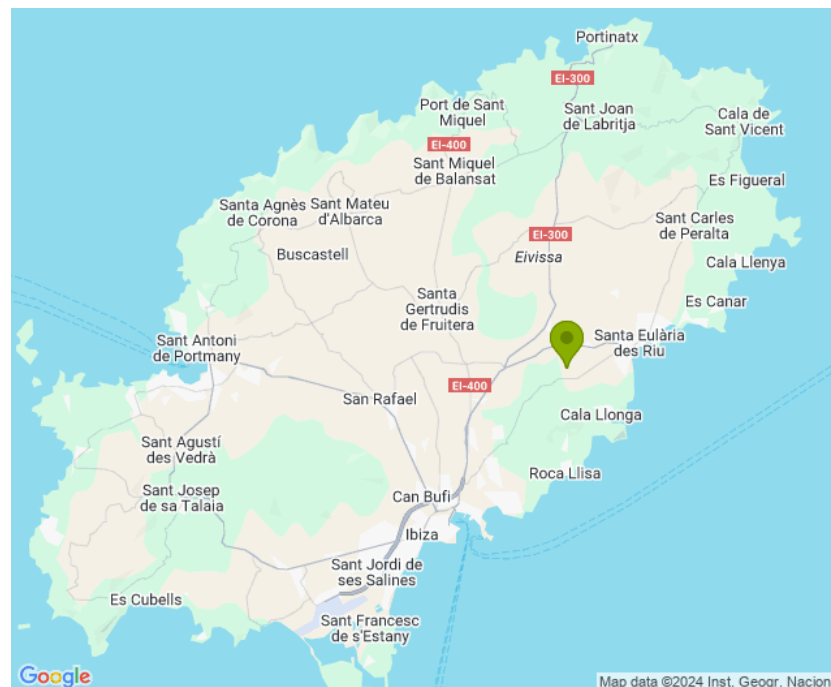 Portinatx
EI-300
Port de Sant
Miquel
Sant Joan
de Labritja
Cala de
Sant Vicent
EI-400
Sant Miquel
de Balansat
Es Figueral
Santa Agnès
de Corona
Sant Mateu
d'Albarca
Sant Carles
de Peralta
EI-300
Buscastell
Eivissa
Cala Llenya
Santa
Gertrudis
de Fruitera
Es Canar
Sant Antoni
de Portmany
Santa Eulària
des Riu
EI-400
San Rafael
Cala Llonga
Sant Agustí
des Vedrà
Roca Llisa
Sant Josep
de sa Talaia
Can Bufi
Ibiza
Sant Jordi de
ses Salines
Es Cubells
Sant Francesc
de s'Estany
Google
Map data ©2024 Inst. Geogr. Nacion